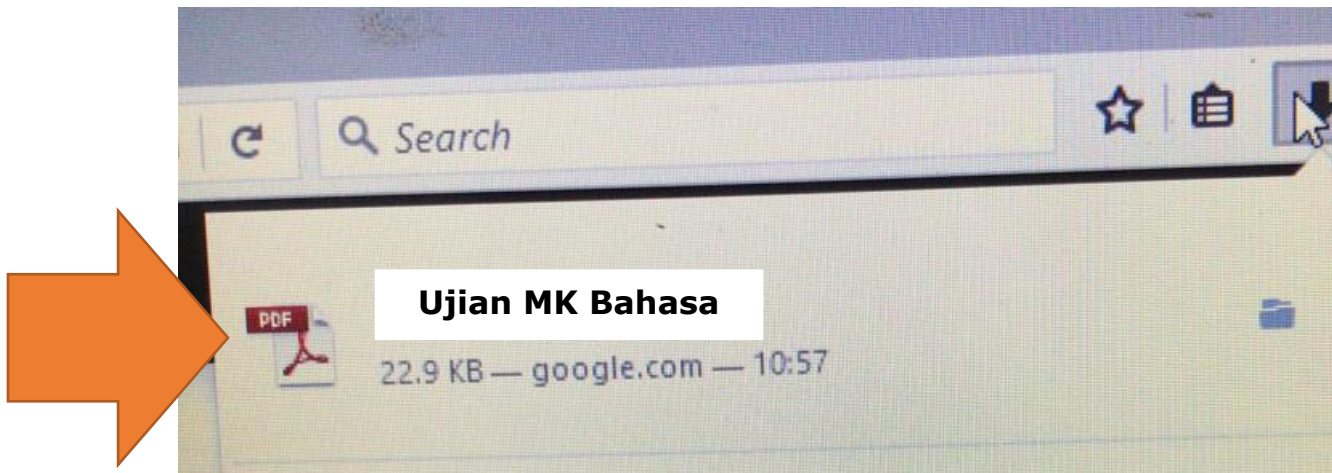 Search
PDF
Ujian MK Bahasa
22.9 KB — google.com — 10:57